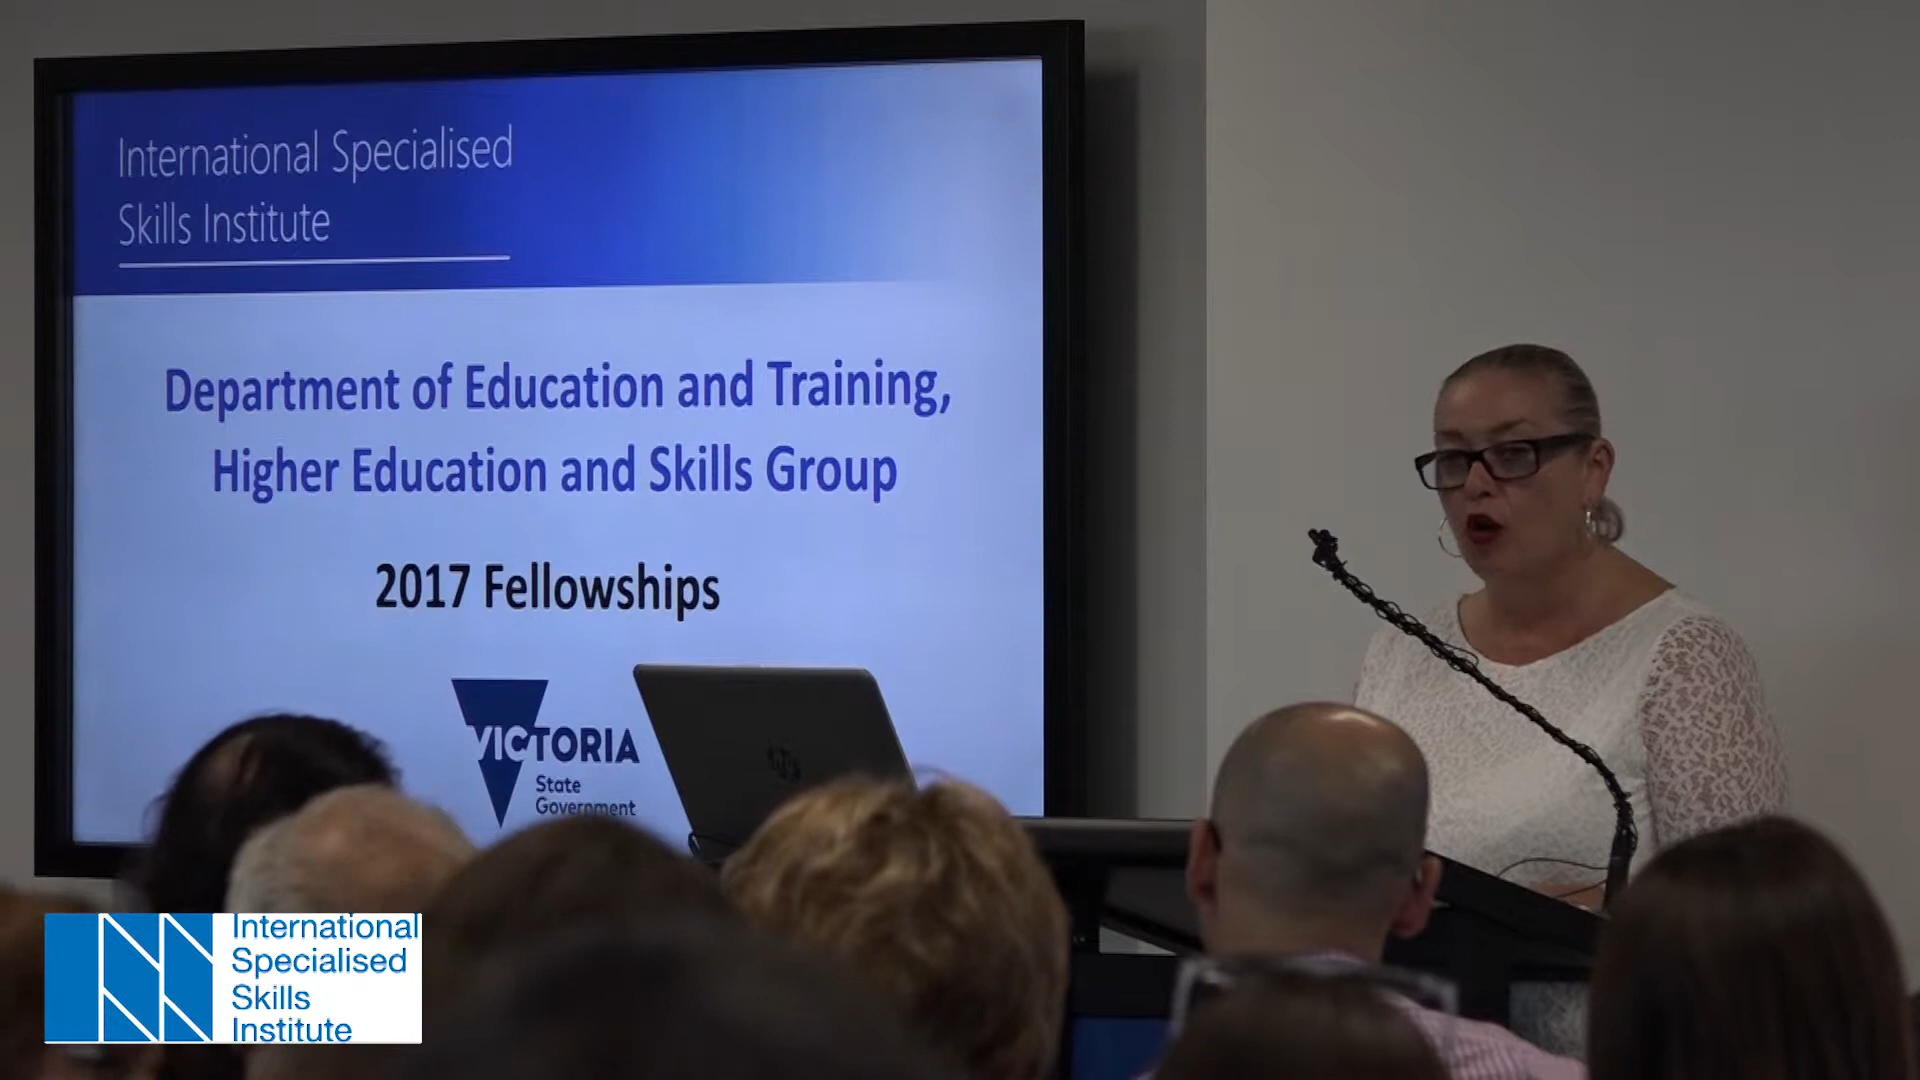 International Specialised
Skills Institute
Department of Education and Training,
Higher Education and Skills Group
2017 Fellowships
VICTORIA
State
Government
hp
International
Specialised
Skills
Institute